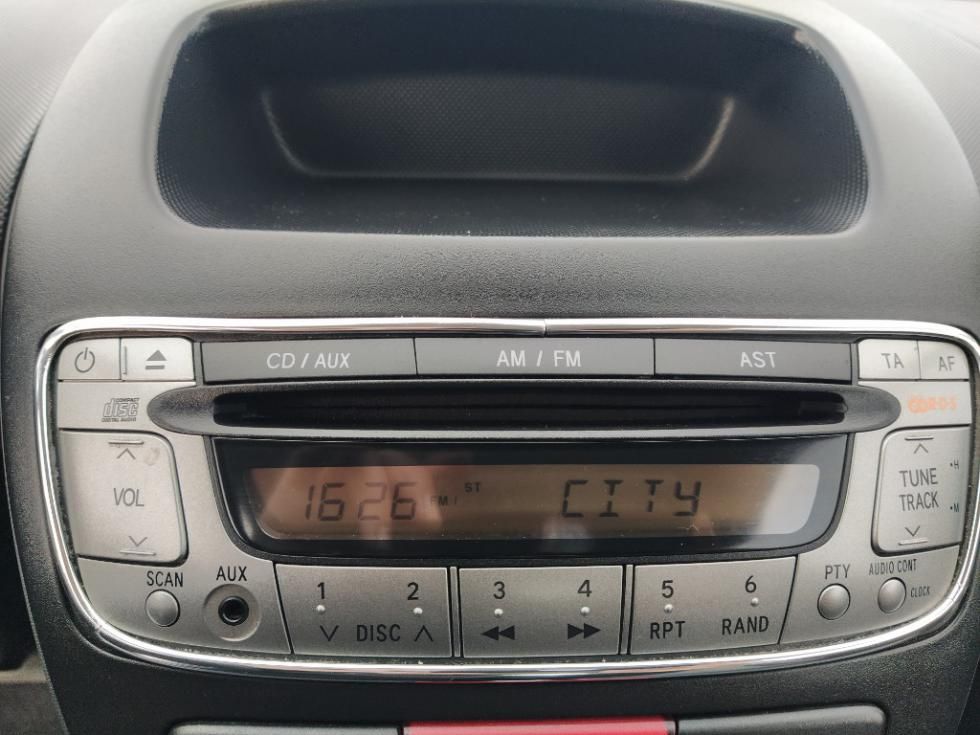 CD / AUX AM / FM AST TA AF
COMPACT
disc
DIGITAL AUDIO
R·D·S
VOL
1626 FM 1 ST CITY
TUNE
TRACK
•H
•M
SCAN AUX 1 2 3 4 5 6 PTY AUDIO CONT
CLOCK
DISC RPT RAND